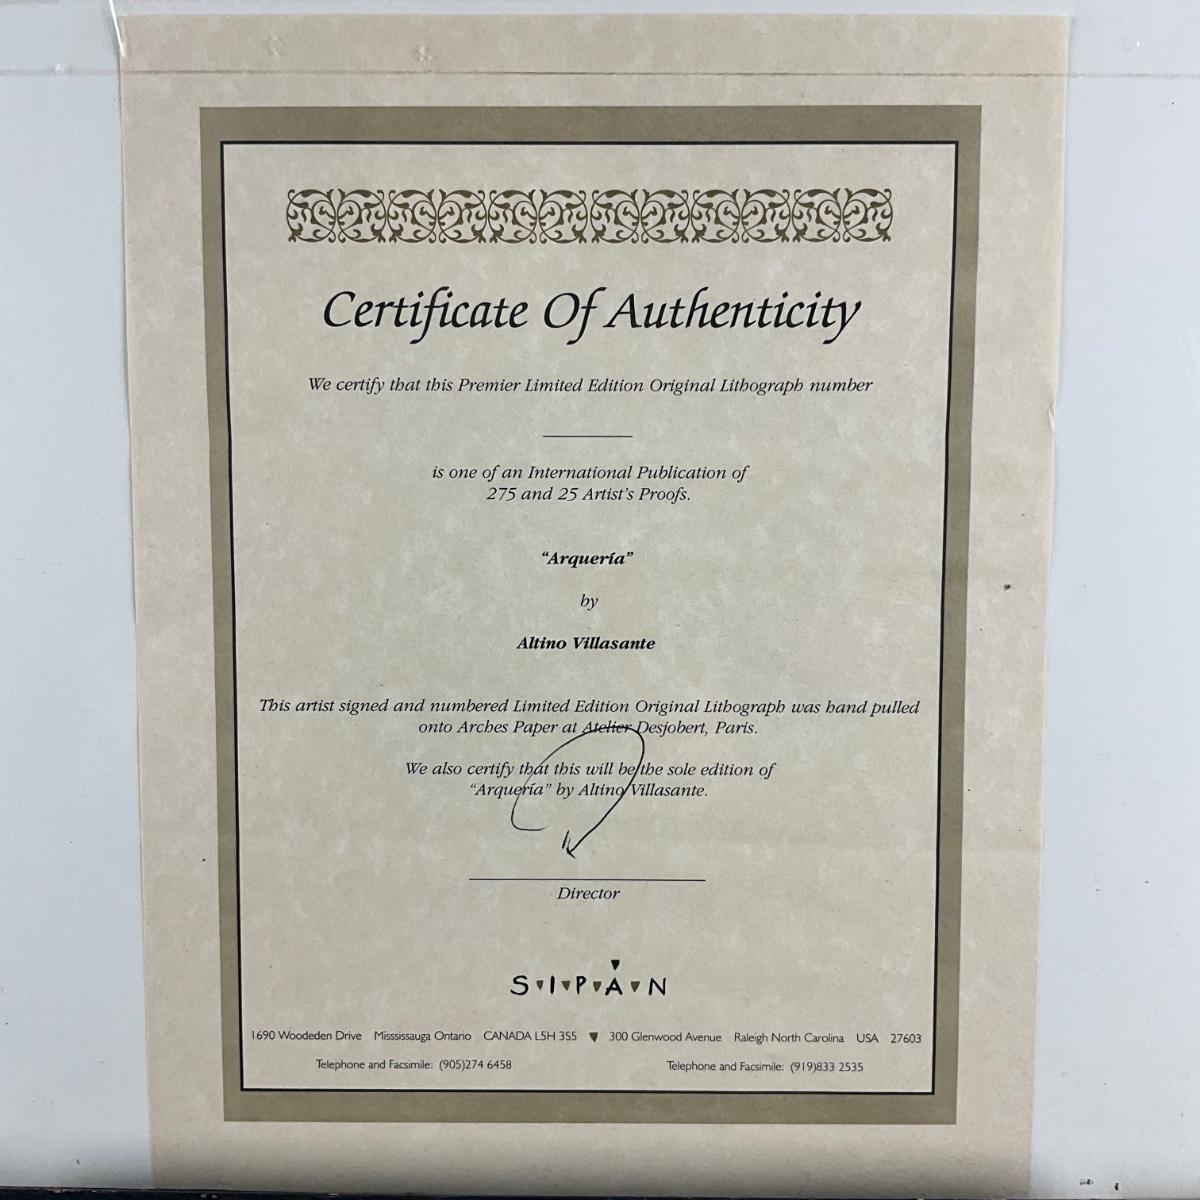 Certificate Of Authenticity
We certify that this Premier Limited Edition Original Lithograph number
is one of an International Publication of
275 and 25 Artist's Proofs.
"Arquería"
by
Altino Villasante
This artist signed and numbered Limited Edition Original Lithograph was hand pulled
onto Arches Paper at Atelier Desjobert, Paris.
We also certify that this will be the sole edition of
"Arquería" by Altino Villasante.
Director
S▾I▾P▾Á▾N
1690 Woodeden Drive Misssissauga Ontario CANADA L5H 3S5 ▼ 300 Glenwood Avenue Raleigh North Carolina USA 27603
Telephone and Facsimile: (905)274 6458 Telephone and Facsimile: (919)833 2535